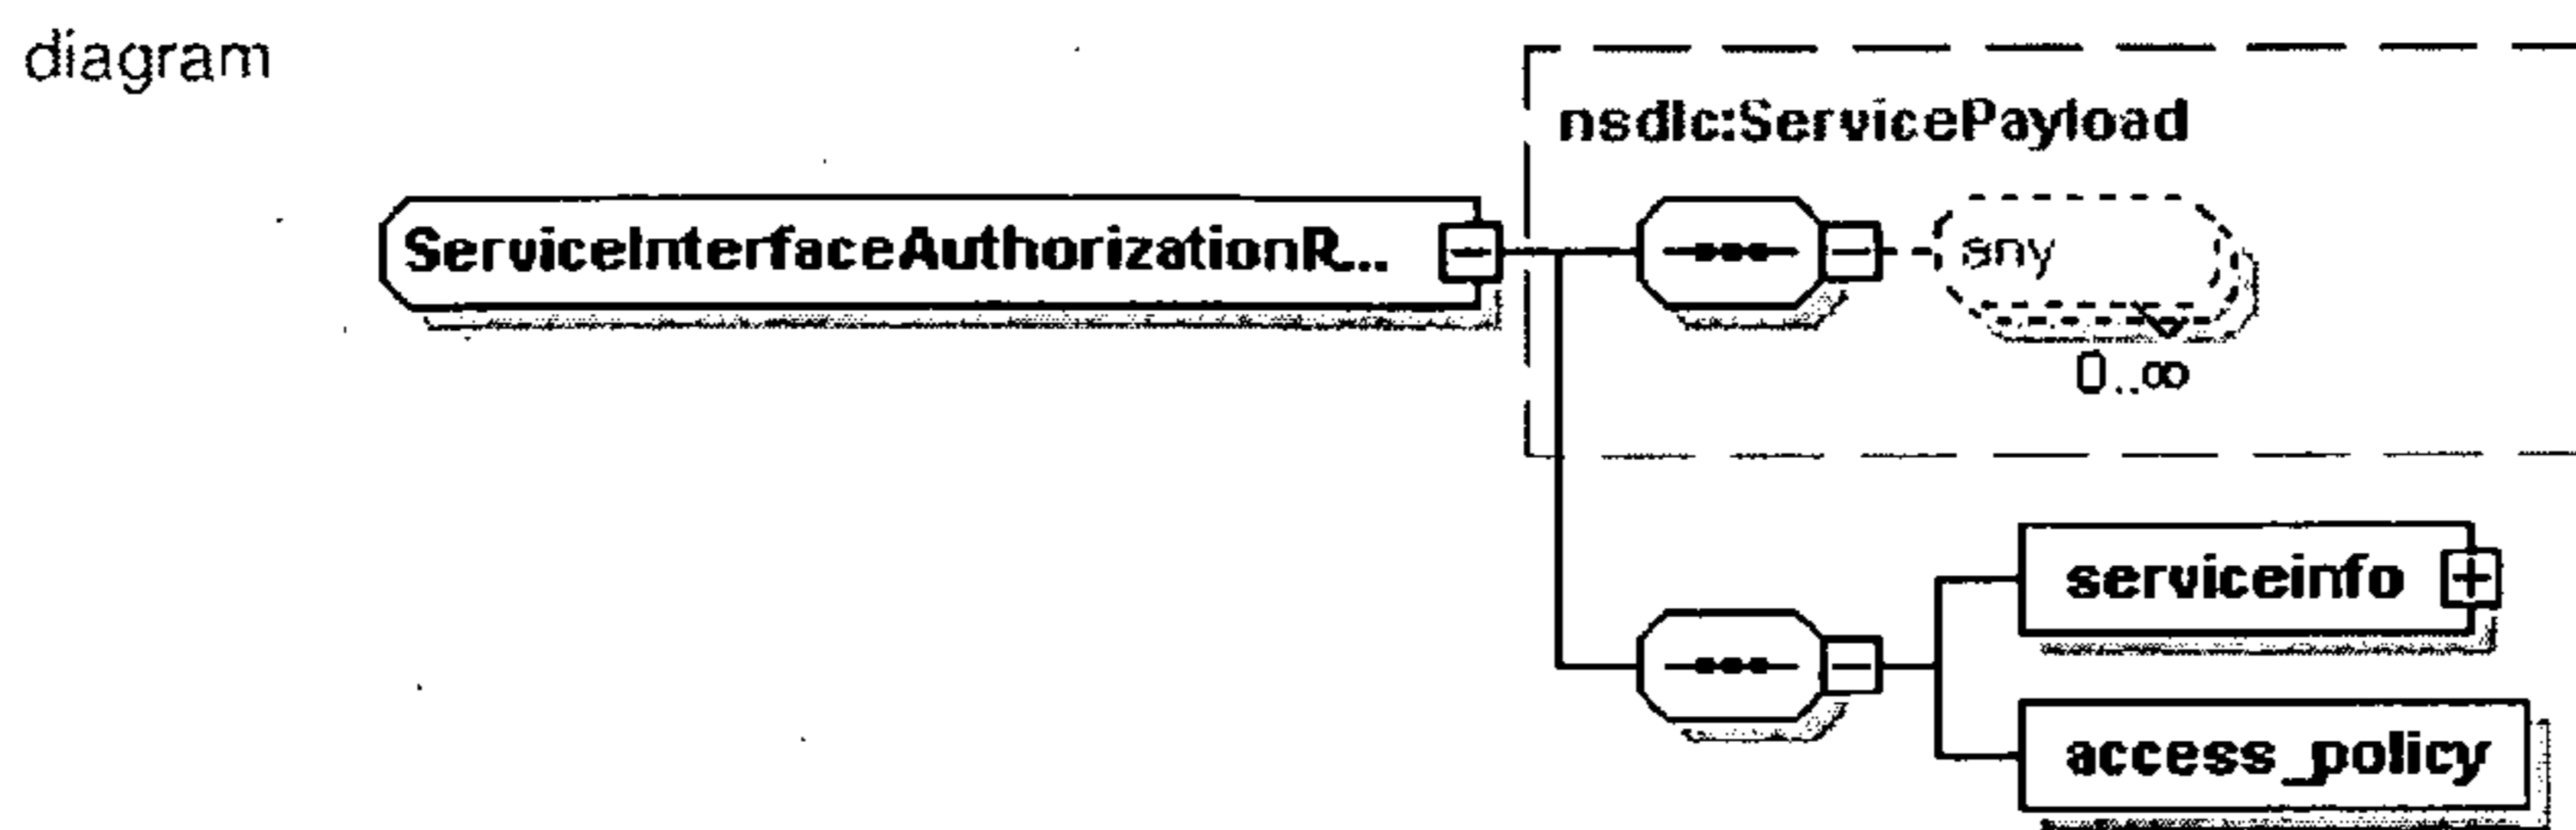 diagram
nsdlc:ServicePayload
ServiceInterfaceAuthorizationR...
any
0..∞
serviceinfo
access_policy